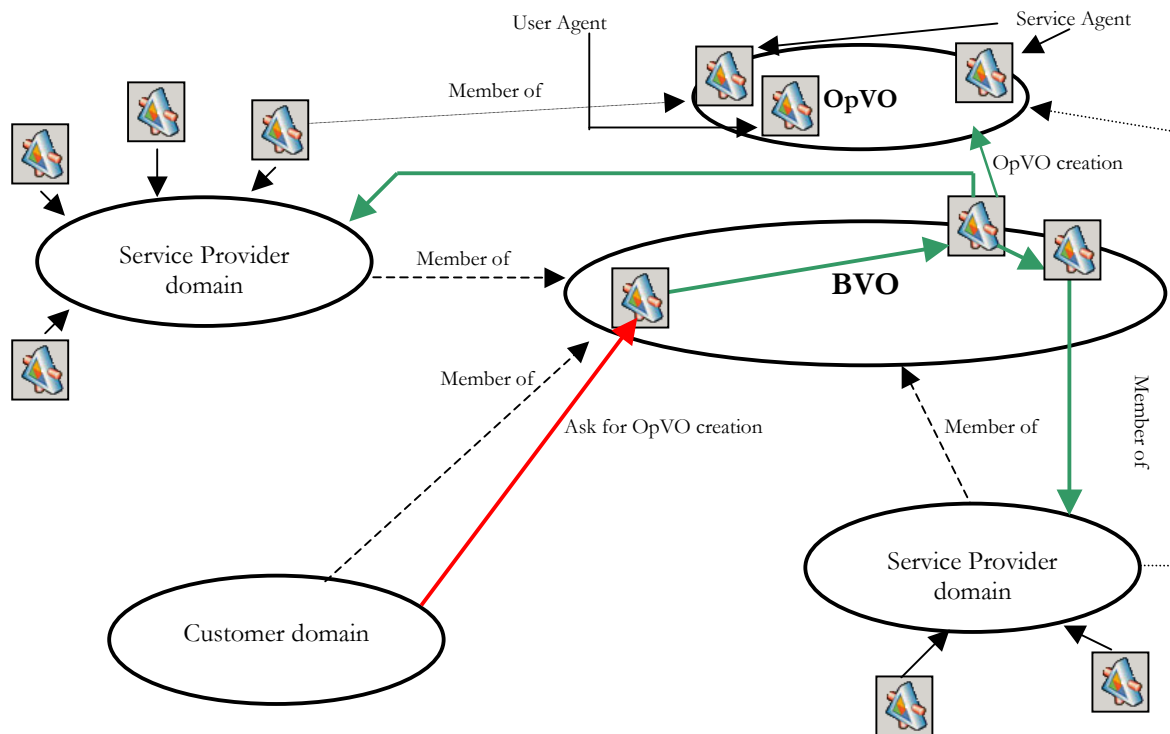 User Agent
Service Agent
Member of
OpVO
OpVO creation
Service Provider
domain
Member of
BVO
Member of
Ask for OpVO creation
Member of
Member of
Service Provider
domain
Customer domain